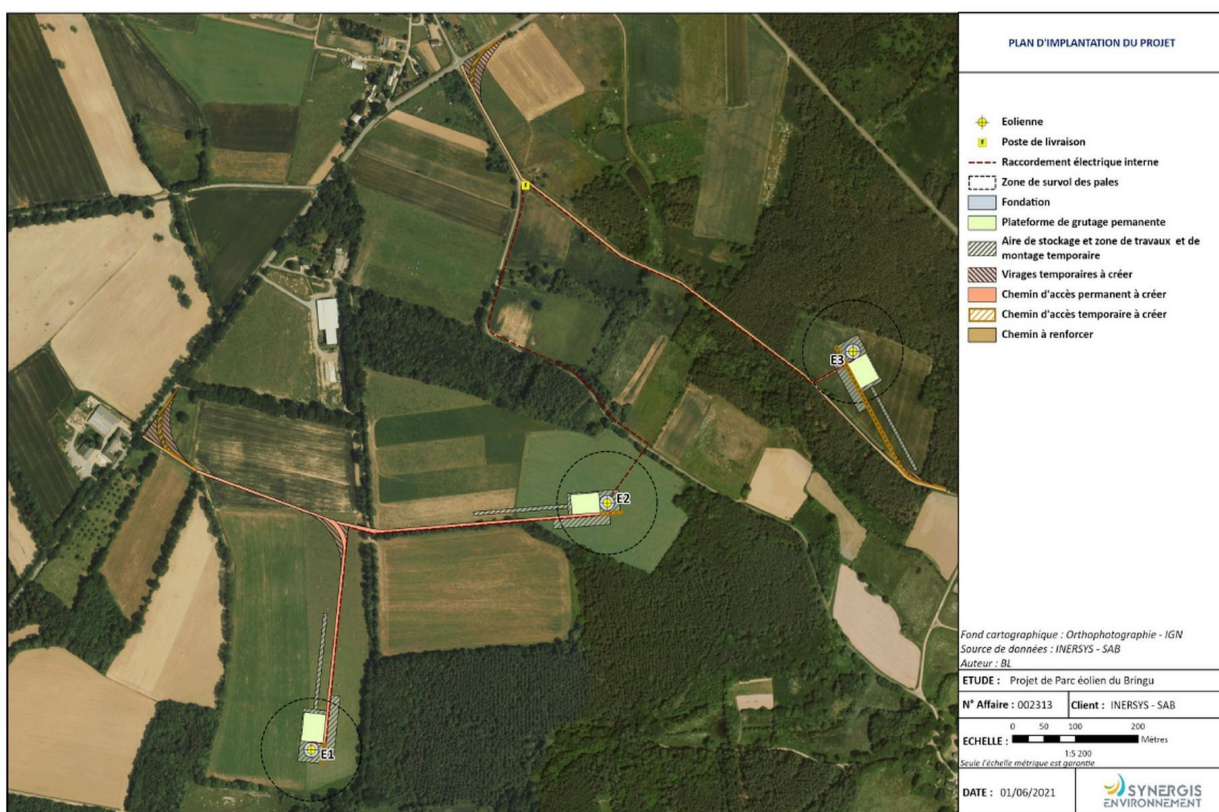 PLAN D'IMPLANTATION DU PROJET
Eolienne
Poste de livraison
Raccordement électrique interne
Zone de survol des pales
Fondation
Plateforme de grutage pemanente
Aire de stockage et zone de travaux et de
montage temporaire
Virages temporaires à créer
Chemin d'accès permanent à créer
Chemin d'accès temporaire à créer
Chemin à renforcer
E3
E2
E1
Fond cartographique : Orthophotographie - IGN
Source de données : INERSYS - SAB
Auteur : BL
ETUDE : Projet de Parc éolien du Bringu
N° Affaire : 002313 Client : INERSYS - SAB
0 50 100 200
ECHELLE : Mètres
1:5 200
Seule l'échelle métrique est garantie
DATE : 01/06/2021
SYNERGIS
ENVIRONNEMENT